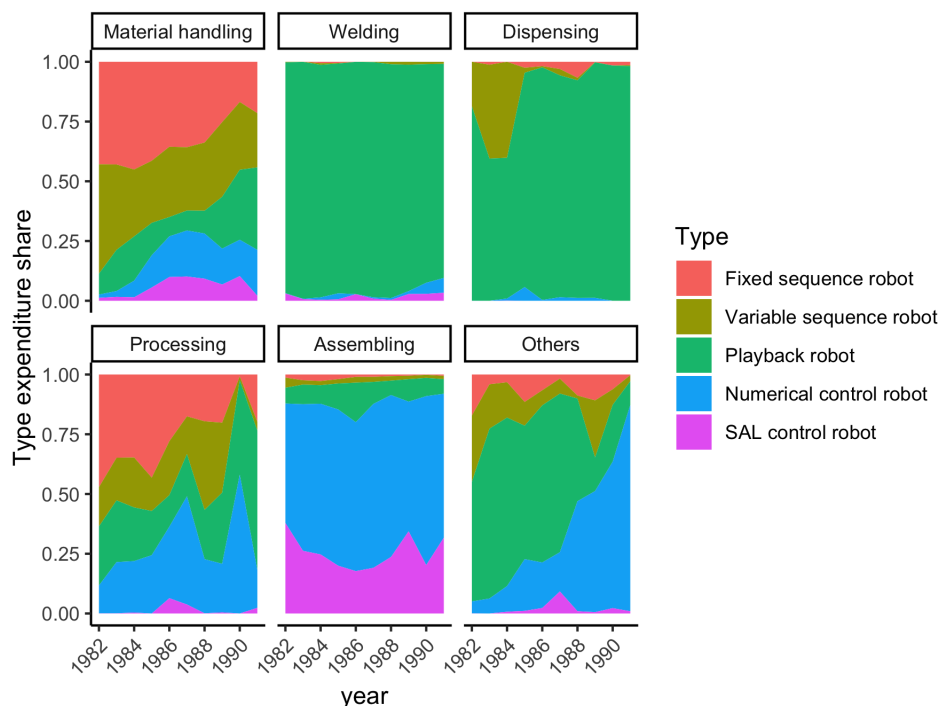 Material handling
Welding
Dispensing
1.00
0.75
0.50
0.25
0.00
Processing
Assembling
Others
1.00
0.75
0.50
0.25
0.00
1982
1984
1986
1988
1990
1982
1984
1986
1988
1990
1982
1984
1986
1988
1990
year
Type expenditure share
Type
Fixed sequence robot
Variable sequence robot
Playback robot
Numerical control robot
SAL control robot